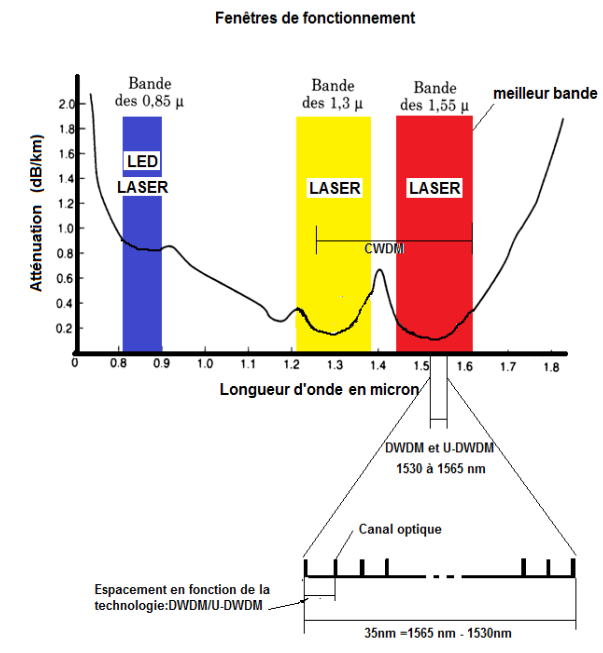 Fenêtres de fonctionnement
Bande
des 0,85 µ
Bande
des 1,3 µ
Bande
des 1,55 µ
meilleur bande
Atténuation (dB/km)
2.0
1.8
1.6
1.4
1.2
1.0
0.8
0.6
0.4
0.2
LED
LASER
LASER
LASER
CWDM
0
0.8
0.9
1.0
1.1
1.2
1.3
1.4
1.5
1.6
1.7
1.8
Longueur d'onde en micron
DWDM et U-DWDM
1530 à 1565 nm
Canal optique
Espacement en fonction de la
technologie:DWDM/U-DWDM
35nm =1565 nm - 1530nm